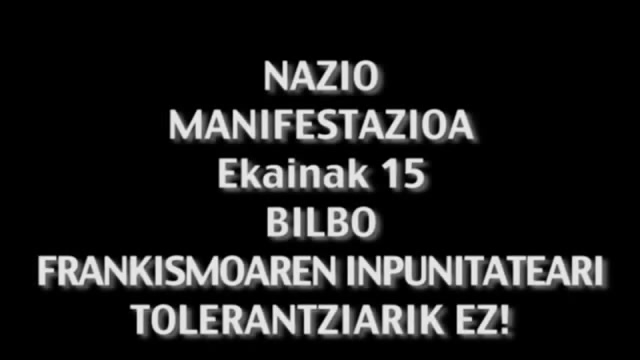 NAZIO
MANIFESTAZIOA
Ekainak 15
BILBO
FRANKISMOAREN INPUNITATEARI
TOLERANTZIARIK EZ!